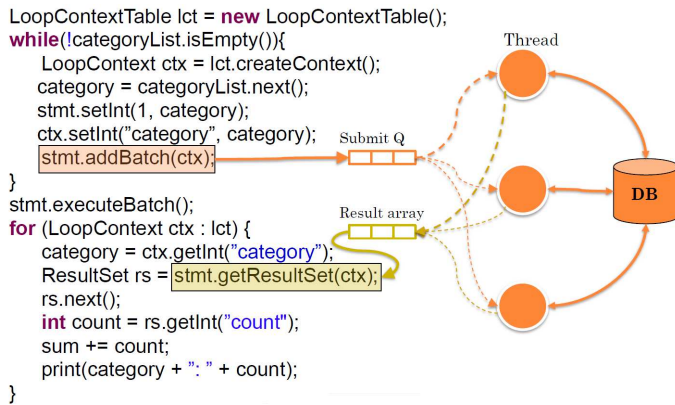 LoopContextTable lct = new LoopContextTable();
while(!categoryList.isEmpty()){
LoopContext ctx = lct.createContext();
category = categoryList.next();
stmt.setInt(1, category);
ctx.setInt(”category”, category);
stmt.addBatch(ctx);
}
stmt.executeBatch();
for (LoopContext ctx : lct) {
category = ctx.getInt(”category”);
ResultSet rs = stmt.getResultSet(ctx);
rs.next();
int count = rs.getInt(”count");
sum += count;
print(category + ”: ” + count);
}
Thread
Submit Q
Result array
DB